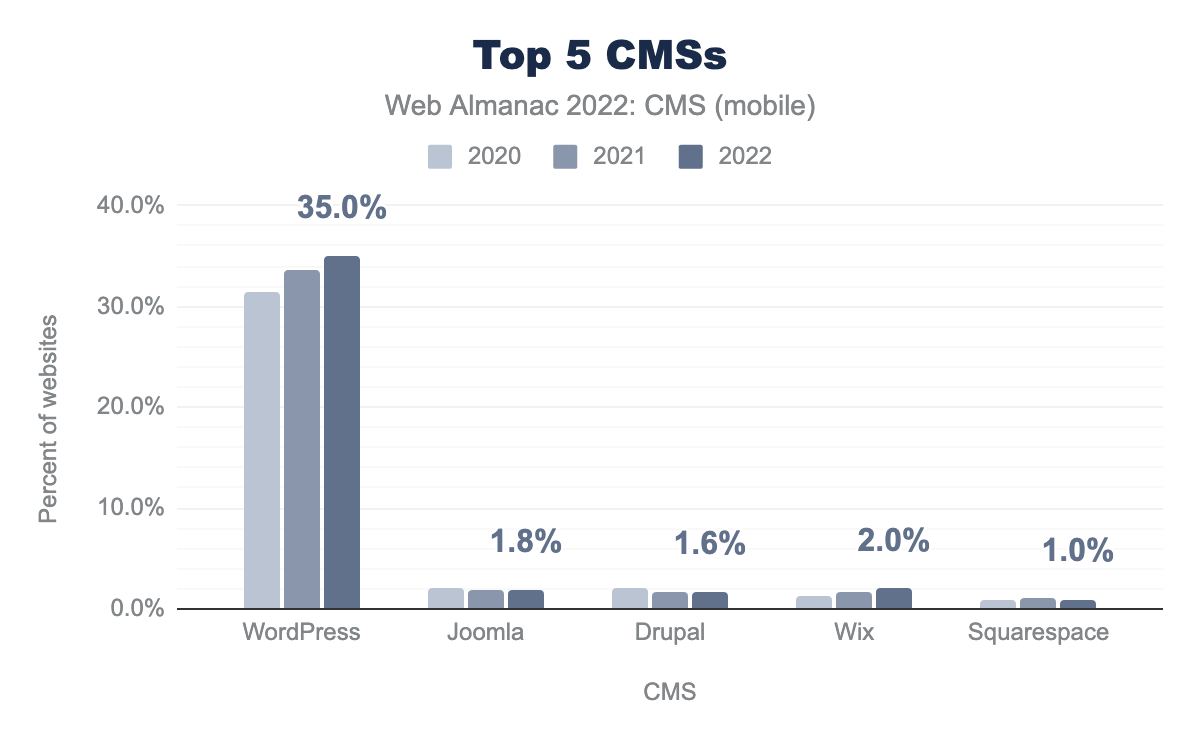 Top 5 CMSs
Web Almanac 2022: CMS (mobile)
2020 2021 2022
Percent of websites
40.0%
30.0%
20.0%
10.0%
0.0%
35.0%
1.8%
1.6%
2.0%
1.0%
WordPress Joomla Drupal Wix Squarespace
CMS